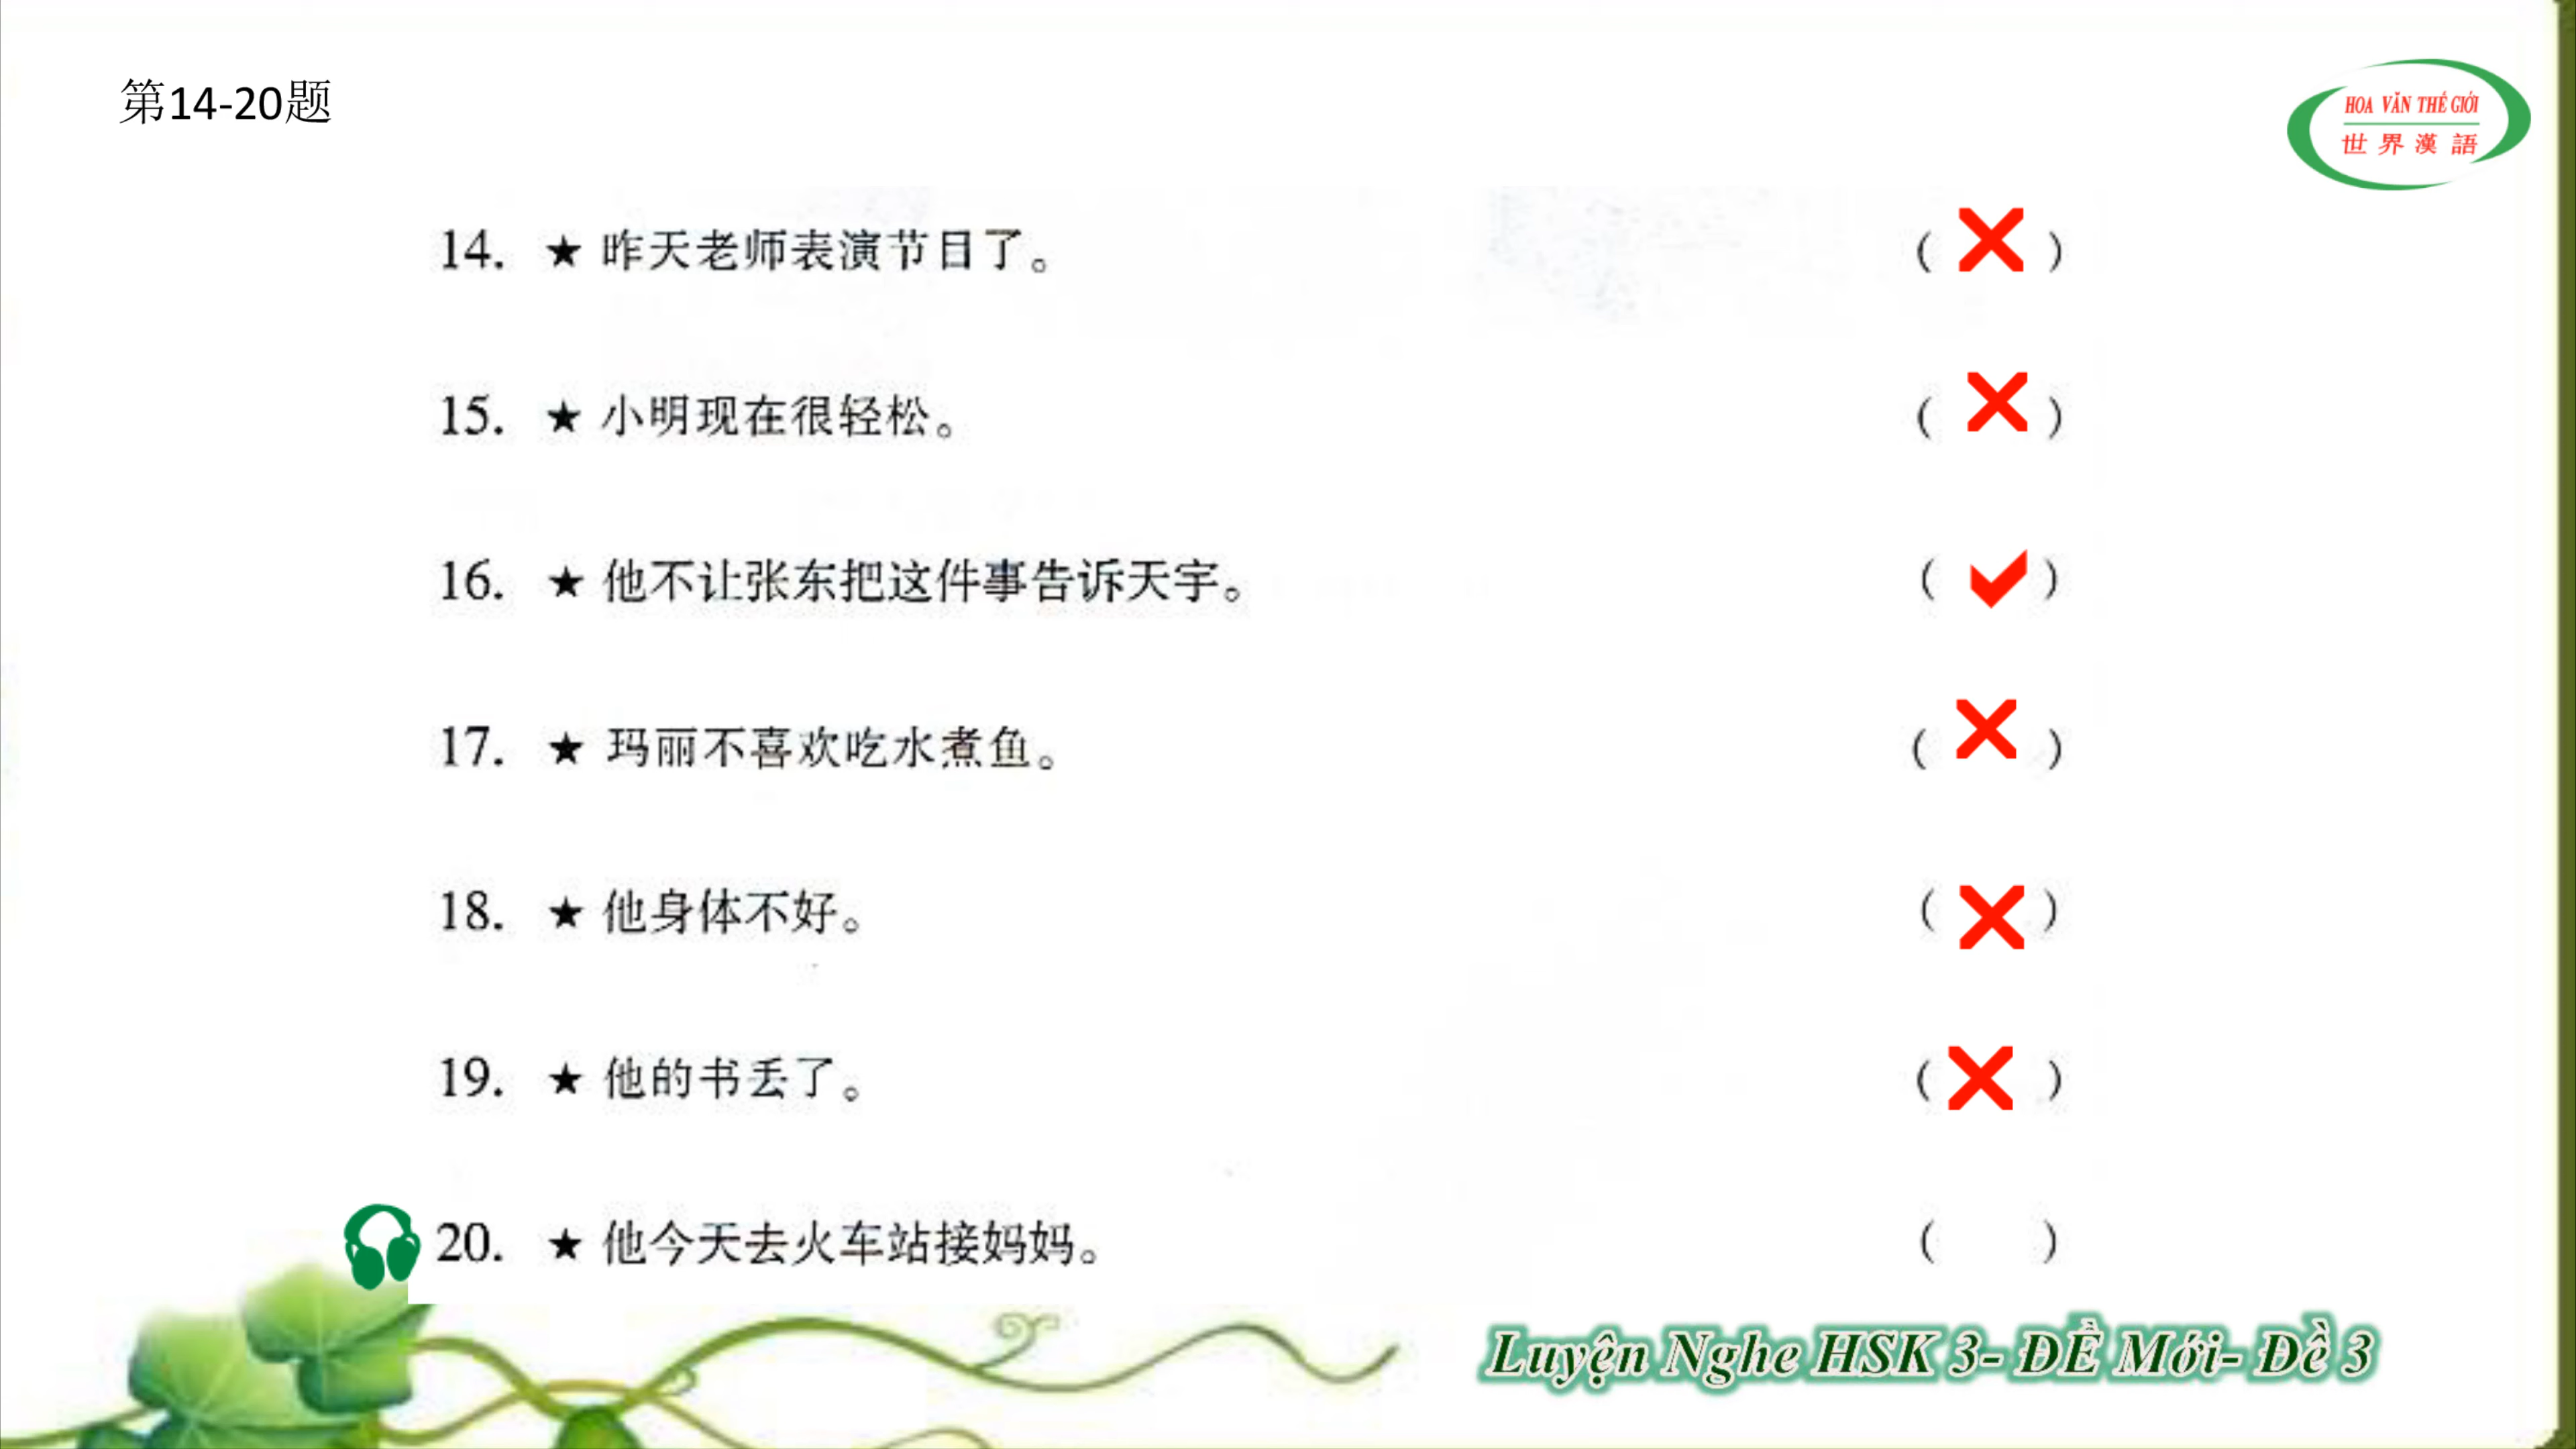 第14-20题
HOA VĂN THẾ GIỚI
世界漢語
14. ★ 昨天老师表演节目了。 ( ❌ )
15. ★ 小明现在很轻松。 ( ❌ )
16. ★ 他不让张东把这件事告诉天宇。 ( ✔ )
17. ★ 玛丽不喜欢吃水煮鱼。 ( ❌ )
18. ★ 他身体不好。 ( ❌ )
19. ★ 他的书丢了。 ( ❌ )
20. ★ 他今天去火车站接妈妈。 ( )
Luyện Nghe HSK 3- ĐỀ Mới- Đề 3